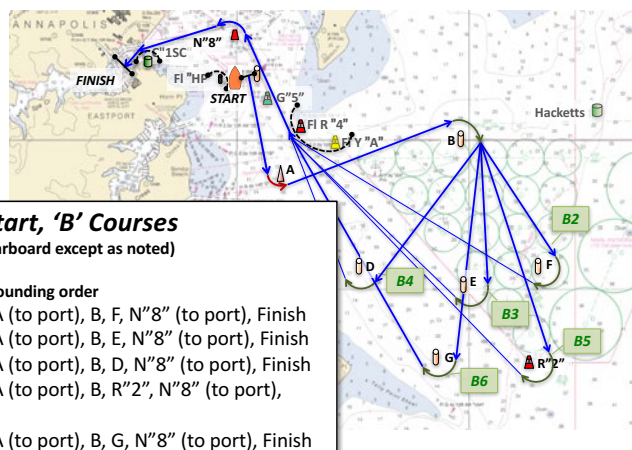 ANNAPOLIS
N"8"
"1SC
FINISH
Fl "HP
START
G"5"
Fl R "4"
Fl Y "A"
Hacketts
B
A
EASTPORT
B2
tart, ‘B’ Courses
arboard except as noted)
D
B4
E
F
B3
ounding order
A (to port), B, F, N”8” (to port), Finish
A (to port), B, E, N”8” (to port), Finish
B5
A (to port), B, D, N”8” (to port), Finish
G
R"2"
A (to port), B, R”2”, N”8” (to port),
B6
A (to port), B, G, N”8” (to port), Finish